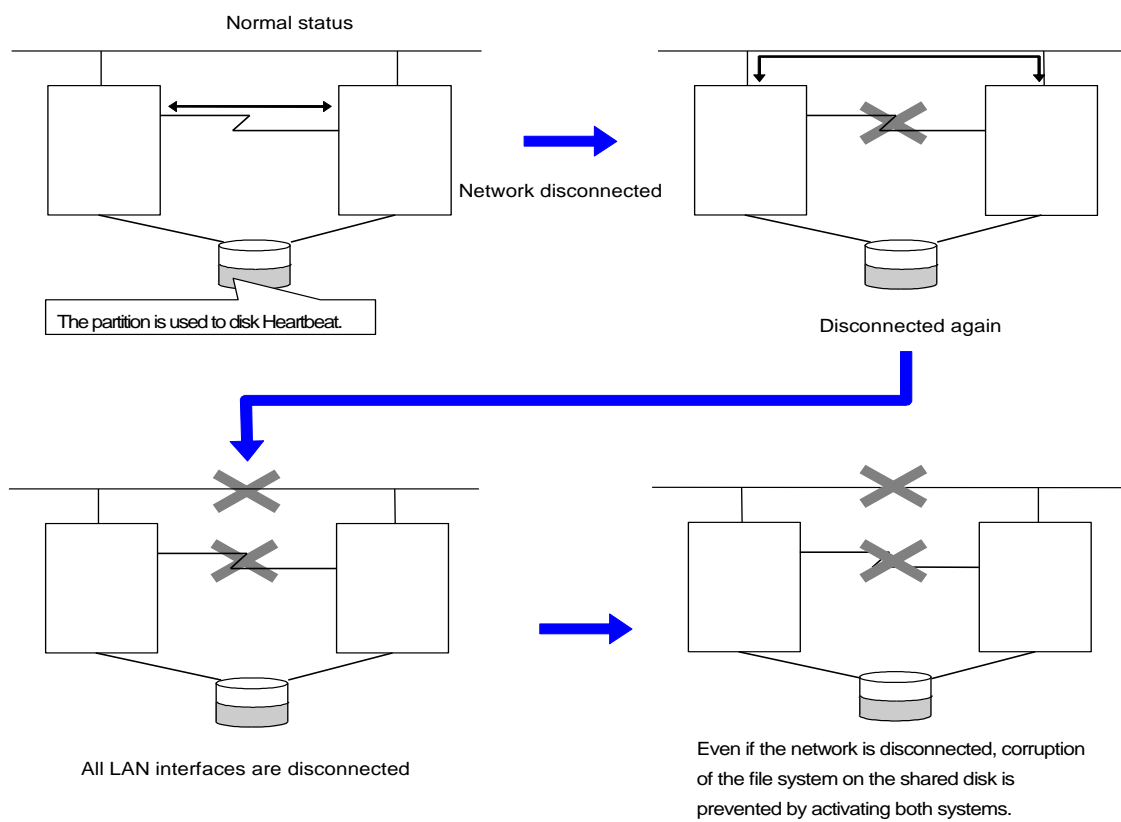 Normal status
Network disconnected
The partition is used to disk Heartbeat.
Disconnected again
All LAN interfaces are disconnected
Even if the network is disconnected, corruption
of the file system on the shared disk is
prevented by activating both systems.